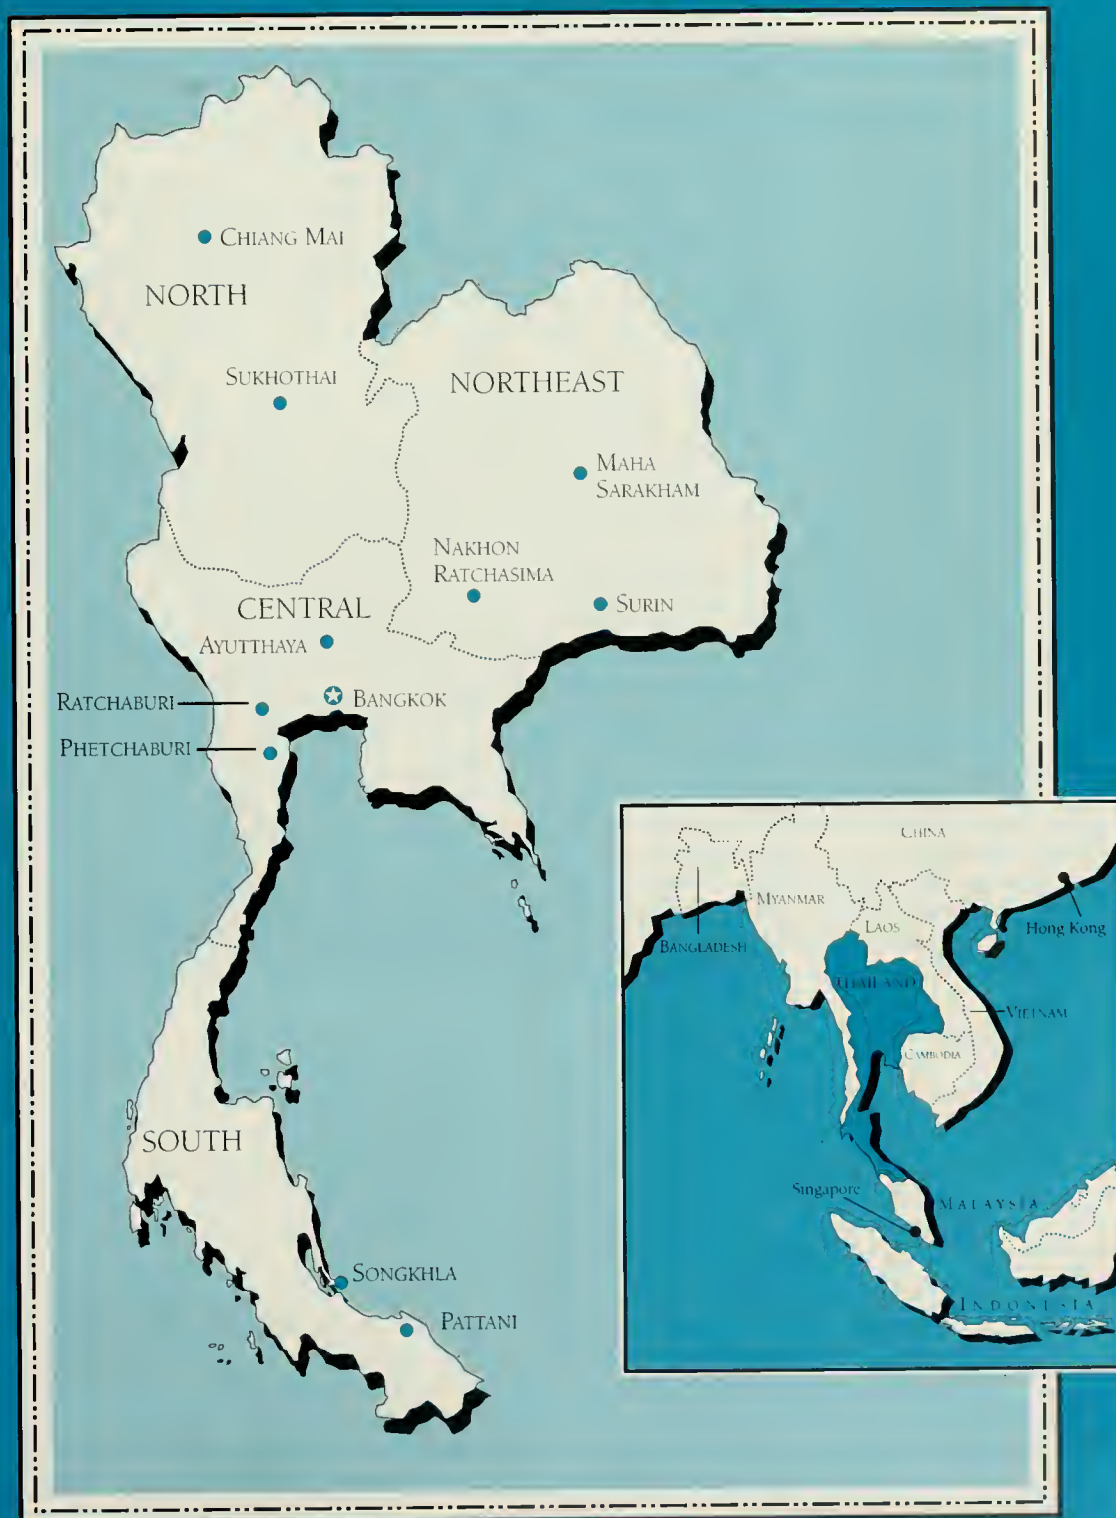 CHIANG MAI
NORTH
SUKHOTHAI
NORTHEAST
MAHA
SARAKHAM
NAKHON
RATCHASIMA
SURIN
CENTRAL
AYUTTHAYA
RATCHABURI
BANGKOK
PHETCHABURI
SOUTH
SONGKHLA
PATTANI
CHINA
MYANMAR
LAOS
Hong Kong
BANGLADESH
THAILAND
VIETNAM
CAMBODIA
Singapore
MALAYSIA
INDONESIA